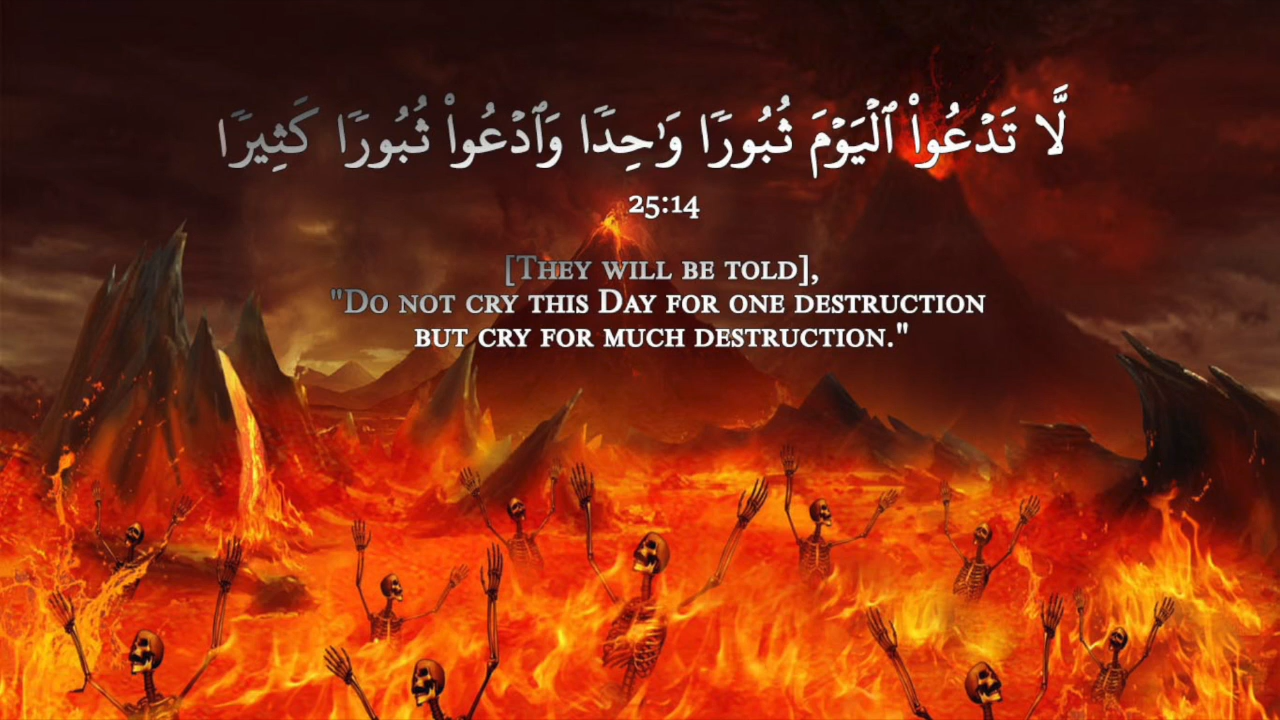 لَّا تَدْعُوا۟ ٱلْيَوْمَ ثُبُورًا وَٰحِدًا وَٱدْعُوا۟ ثُبُورًا كَثِيرًا
25:14
[They will be told],
"Do not cry this Day for one destruction
but cry for much destruction."